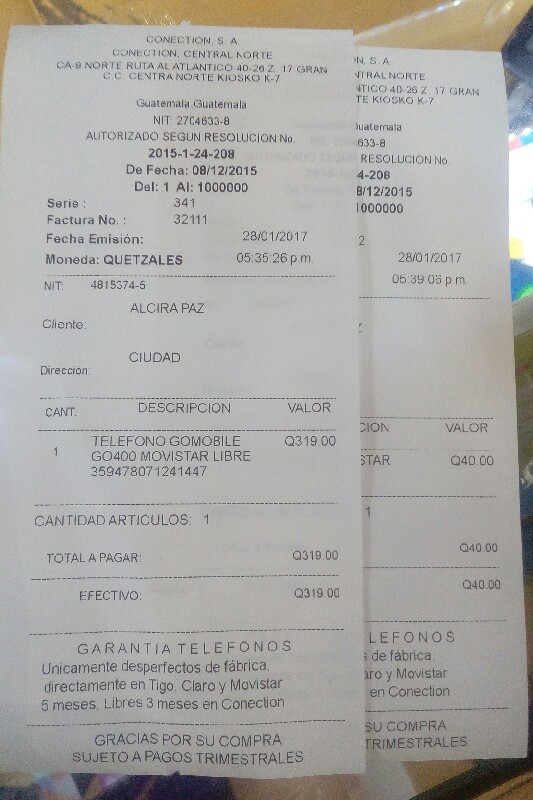 CONECTION, S. A.
CONECTION, CENTRAL NORTE
CA-9 NORTE RUTA AL ATLANTICO 40-26 Z. 17 GRAN
C.C. CENTRA NORTE KIOSKO K-7
Guatemala,Guatemala
NIT: 2704633-8
AUTORIZADO SEGUN RESOLUCION No.
2015-1-24-208
De Fecha: 08/12/2015
Del: 1 Al: 1000000
Serie : 341
Factura No. : 32111
Fecha Emisión: 28/01/2017
Moneda: QUETZALES 05:35:26 p.m.
NIT: 4815374-5
ALCIRA PAZ
Cliente:
CIUDAD
Dirección:
CANT. DESCRIPCION VALOR
1 TELEFONO GOMOBILE Q319.00
GO400 MOVISTAR LIBRE
359478071241447
CANTIDAD ARTICULOS: 1
TOTAL A PAGAR: Q319.00
EFECTIVO: Q319.00
GARANTIA TELEFONOS
Unicamente desperfectos de fábrica,
directamente en Tigo, Claro y Movistar
5 meses, Libres 3 meses en Conection
GRACIAS POR SU COMPRA
SUJETO A PAGOS TRIMESTRALES
N, S. A.
NTRAL NORTE
NTICO 40-26 Z. 17 GRAN
TE KIOSKO K-7
uatemala
633-8
RESOLUCION No.
4-208
8/12/2015
1000000
2
28/01/2017
05:39:06 p.m.
CION VALOR
STAR Q40.00
1
Q40.00
Q40.00
LEFONOS
s de fábrica,
aro y Movistar
en Conection
SU COMPRA
TRIMESTRALES